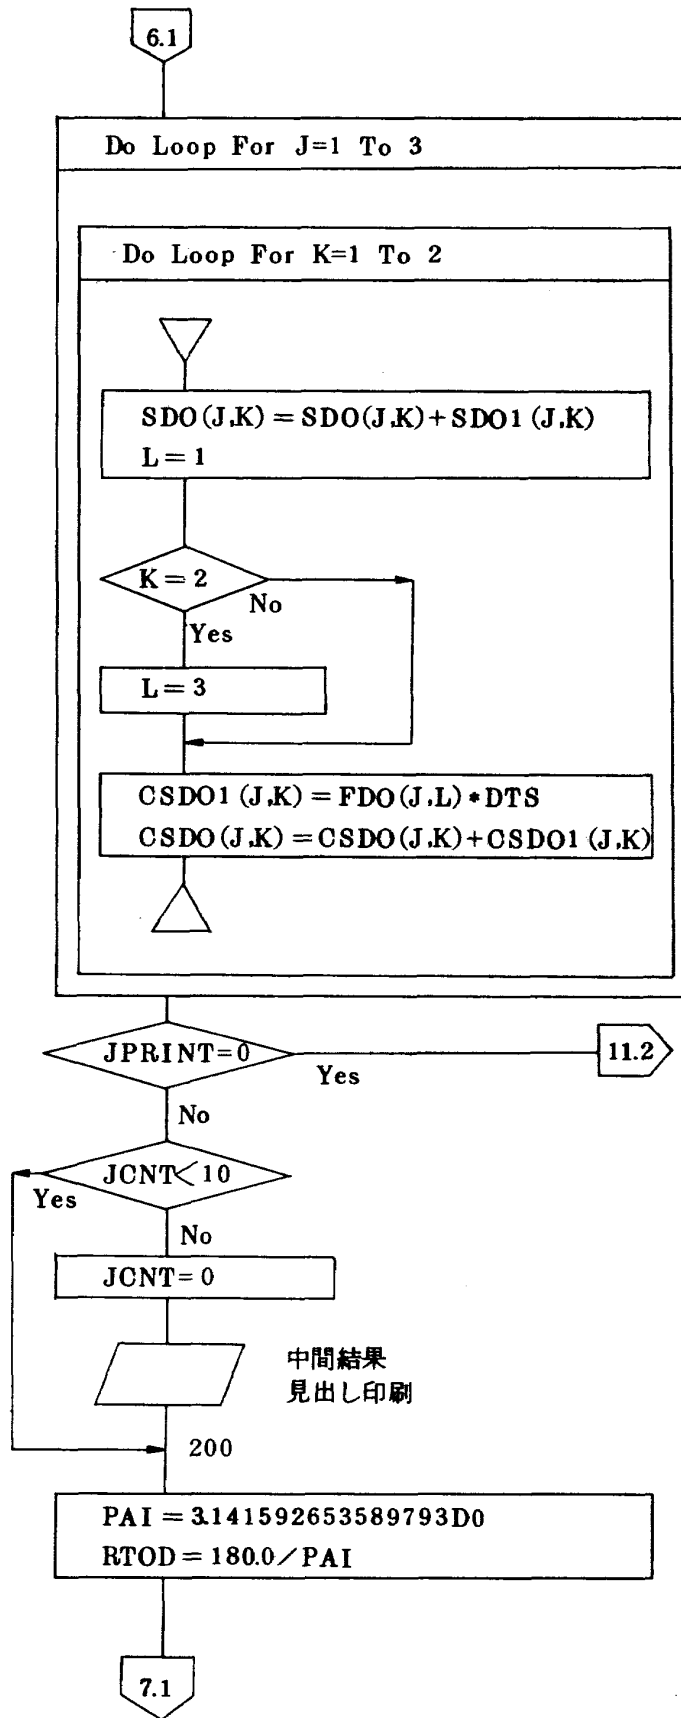 6.1
Do Loop For J=1 To 3
Do Loop For K=1 To 2
SDO(J,K)=SDO(J,K)+SDO1(J,K)
L=1
K=2
No
Yes
L=3
CSDO1(J,K)=FDO(J,L)*DTS
CSDO(J,K)=CSDO(J,K)+CSDO1(J,K)
JPRINT=0
Yes
11.2
No
JCNT<10
Yes
No
JCNT=0
中間結果
見出し印刷
200
PAI=3.141592653589793D0
RTOD=180.0/PAI
7.1